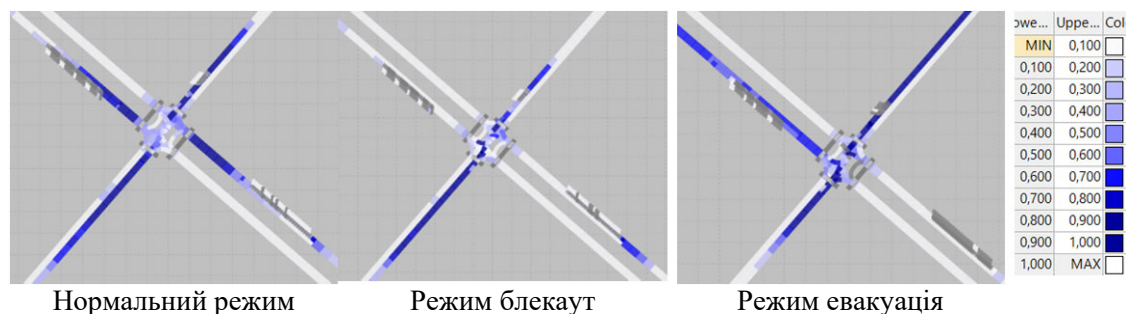 owe... Uppe... Col
MIN 0,100
0,100 0,200
0,200 0,300
0,300 0,400
0,400 0,500
0,500 0,600
0,600 0,700
0,700 0,800
0,800 0,900
0,900 1,000
1,000 MAX
Нормальний режим Режим блекаут Режим евакуація